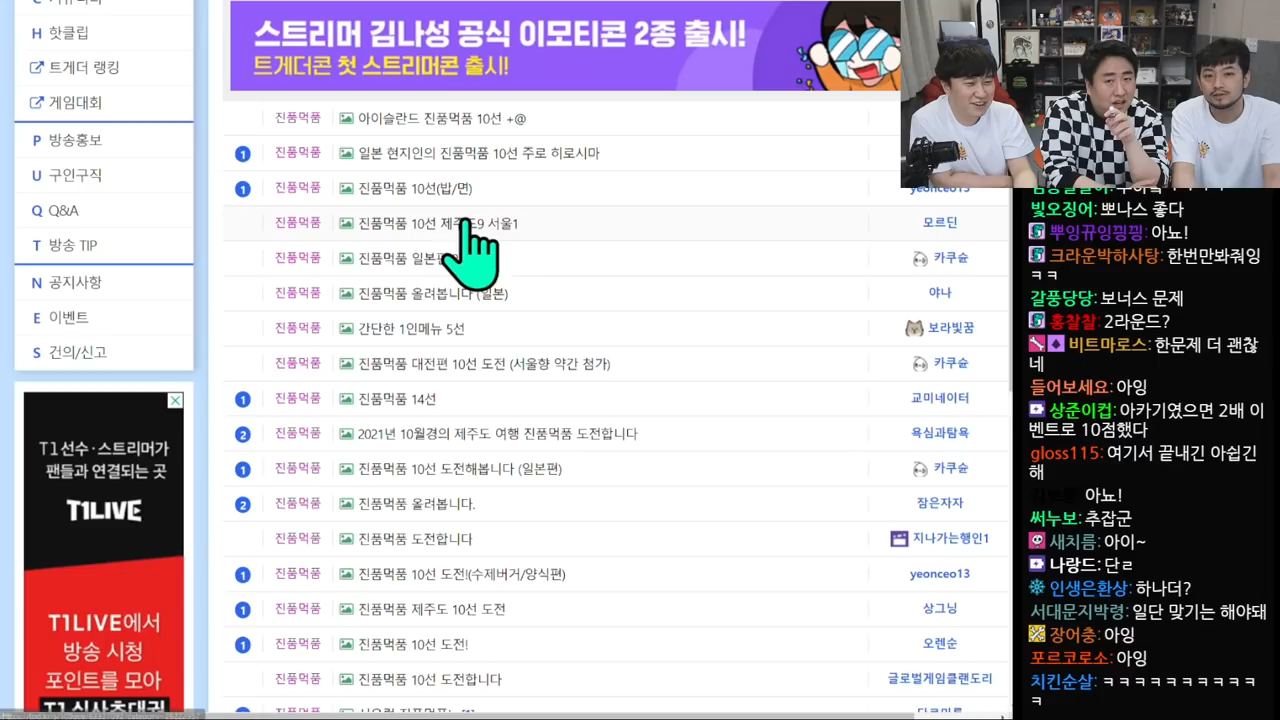 H 핫클립
트게더 랭킹
게임대회
P 방송홍보
U 구인구직
Q Q&A
T 방송 TIP
N 공지사항
E 이벤트
S 건의/신고
T1선수·스트리머가
팬들과 연결되는 곳
T1LIVE
T1LIVE에서
방송 시청
포인트를 모아
스트리머 김나성 공식 이모티콘 2종 출시!
트게더콘 첫 스트리머콘 출시!
진품먹품 아이슬란드 진품먹품 10선 +@
1 진품먹품 일본 현지인의 진품먹품 10선 주로 히로시마
1 진품먹품 진품먹품 10선(밥/면) yeonceo13
진품먹품 진품먹품 10선 서울1 모르딘
진품먹품 진품먹품 카쿠슌
진품먹품 진품먹품 올려봅니다 (일본) 야나
진품먹품 간단한 1인메뉴 5선 보라빛꿈
진품먹품 진품먹품 대전편 10선 도전 (서울향 약간 첨가) 카쿠슌
1 진품먹품 진품먹품 14선 교미네이터
2 진품먹품 2021년 10월경의 제주도 여행 진품먹품 도전합니다 욕심과탐욕
1 진품먹품 진품먹품 10선 도전해봅니다 (일본편) 카쿠슌
2 진품먹품 진품먹품 올려봅니다. 잠은자자
진품먹품 진품먹품 도전합니다 지나가는행인1
1 진품먹품 진품먹품 10선 도전!(수제버거/양식편) yeonceo13
1 진품먹품 진품먹품 제주도 10선 도전 상그닝
1 진품먹품 진품먹품 10선 도전! 오렌순
진품먹품 진품먹품 10선 도전합니다 글로벌게임클랜도리
빛오징어: 뽀나스 좋다
뿌잉뀨잉낑낑: 아뇨!
크라운박하사탕: 한번만봐줘잉
ㅋㅋ
갈풍당당: 보너스 문제
홍찰찰: 2라운드?
비트마로스: 한문제 더 괜찮
네
들어보세요: 아잉
상준이컵: 아카기였으면 2배 이
벤트로 10점했다
gloss115: 여기서 끝내긴 아쉽긴
해
아뇨!
써누보: 추잡군
새치름: 아이~
나랑드: 단ㄹ
인생은환상: 하나더?
서대문지박령: 일단 맞기는 해야돼
장어충: 아잉
포르코로소: 아잉
치킨순살: ㅋㅋㅋㅋㅋㅋㅋㅋㅋㅋ
ㅋ